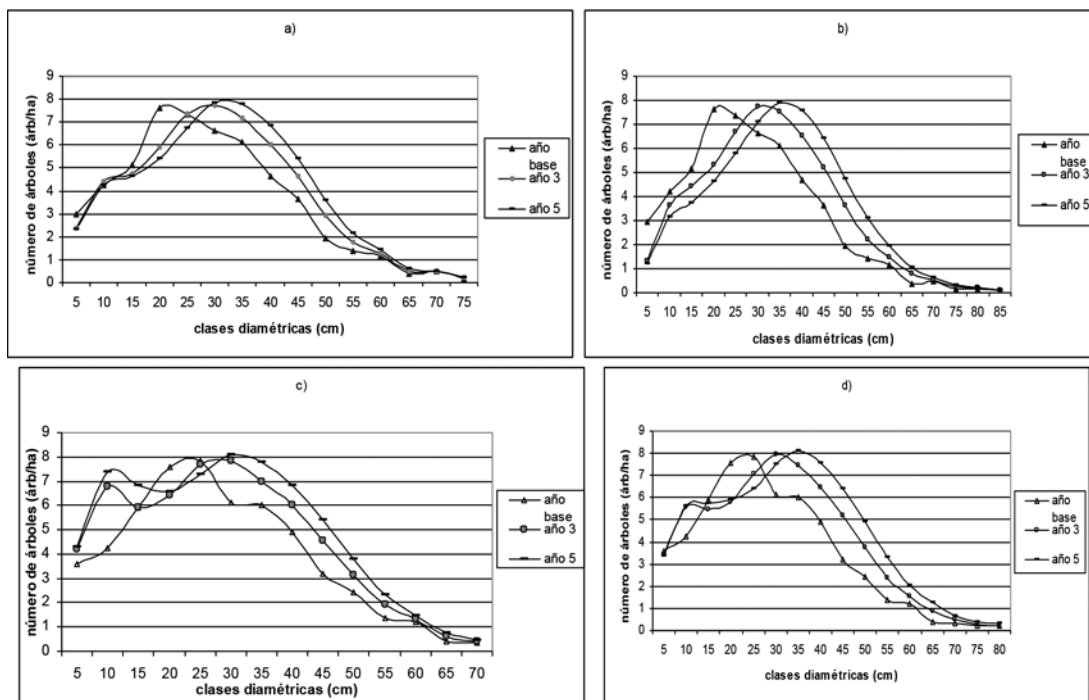 a)
número de árboles (árb/ha)
9
8
7
6
5
4
3
2
1
0
5 10 15 20 25 30 35 40 45 50 55 60 65 70 75
clases diamétricas (cm)
año
base
año 3
año 5
b)
número de árboles (árb/ha)
9
8
7
6
5
4
3
2
1
0
5 10 15 20 25 30 35 40 45 50 55 60 65 70 75 80 85
clases diamétricas (cm)
año
base
año 3
año 5
c)
número de árboles (árb/ha)
9
8
7
6
5
4
3
2
1
0
5 10 15 20 25 30 35 40 45 50 55 60 65 70
clases diamétricas (cm)
año
base
año 3
año 5
d)
número de árboles (árb/ha)
9
8
7
6
5
4
3
2
1
0
5 10 15 20 25 30 35 40 45 50 55 60 65 70 75 80
clases diamétricas (cm)
año
base
año 3
año 5